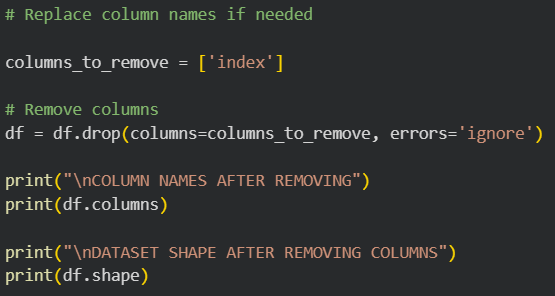 # Replace column names if needed
columns_to_remove = ['index']
# Remove columns
df = df.drop(columns=columns_to_remove, errors='ignore')
print("\nCOLUMN NAMES AFTER REMOVING")
print(df.columns)
print("\nDATASET SHAPE AFTER REMOVING COLUMNS")
print(df.shape)